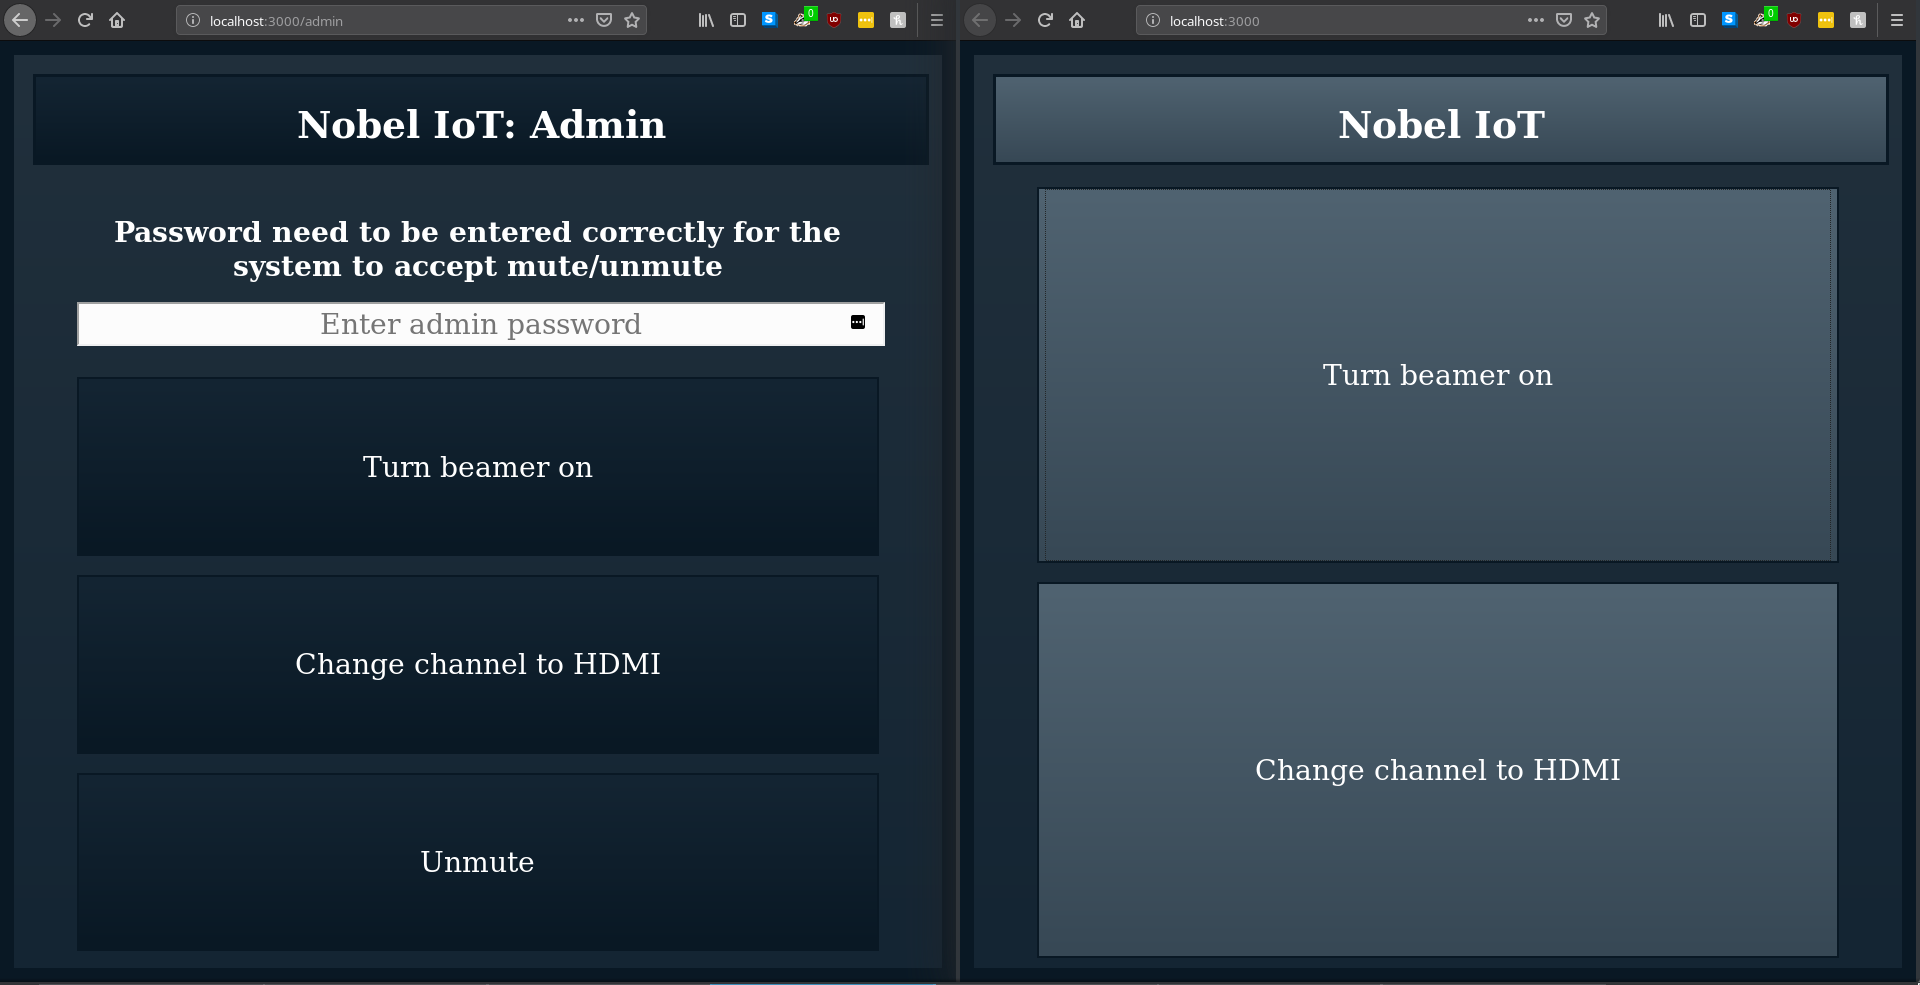 localhost:3000/admin
0
Nobel IoT: Admin
Password need to be entered correctly for the
system to accept mute/unmute
Enter admin password
Turn beamer on
Change channel to HDMI
Unmute
localhost:3000
0
Nobel IoT
Turn beamer on
Change channel to HDMI